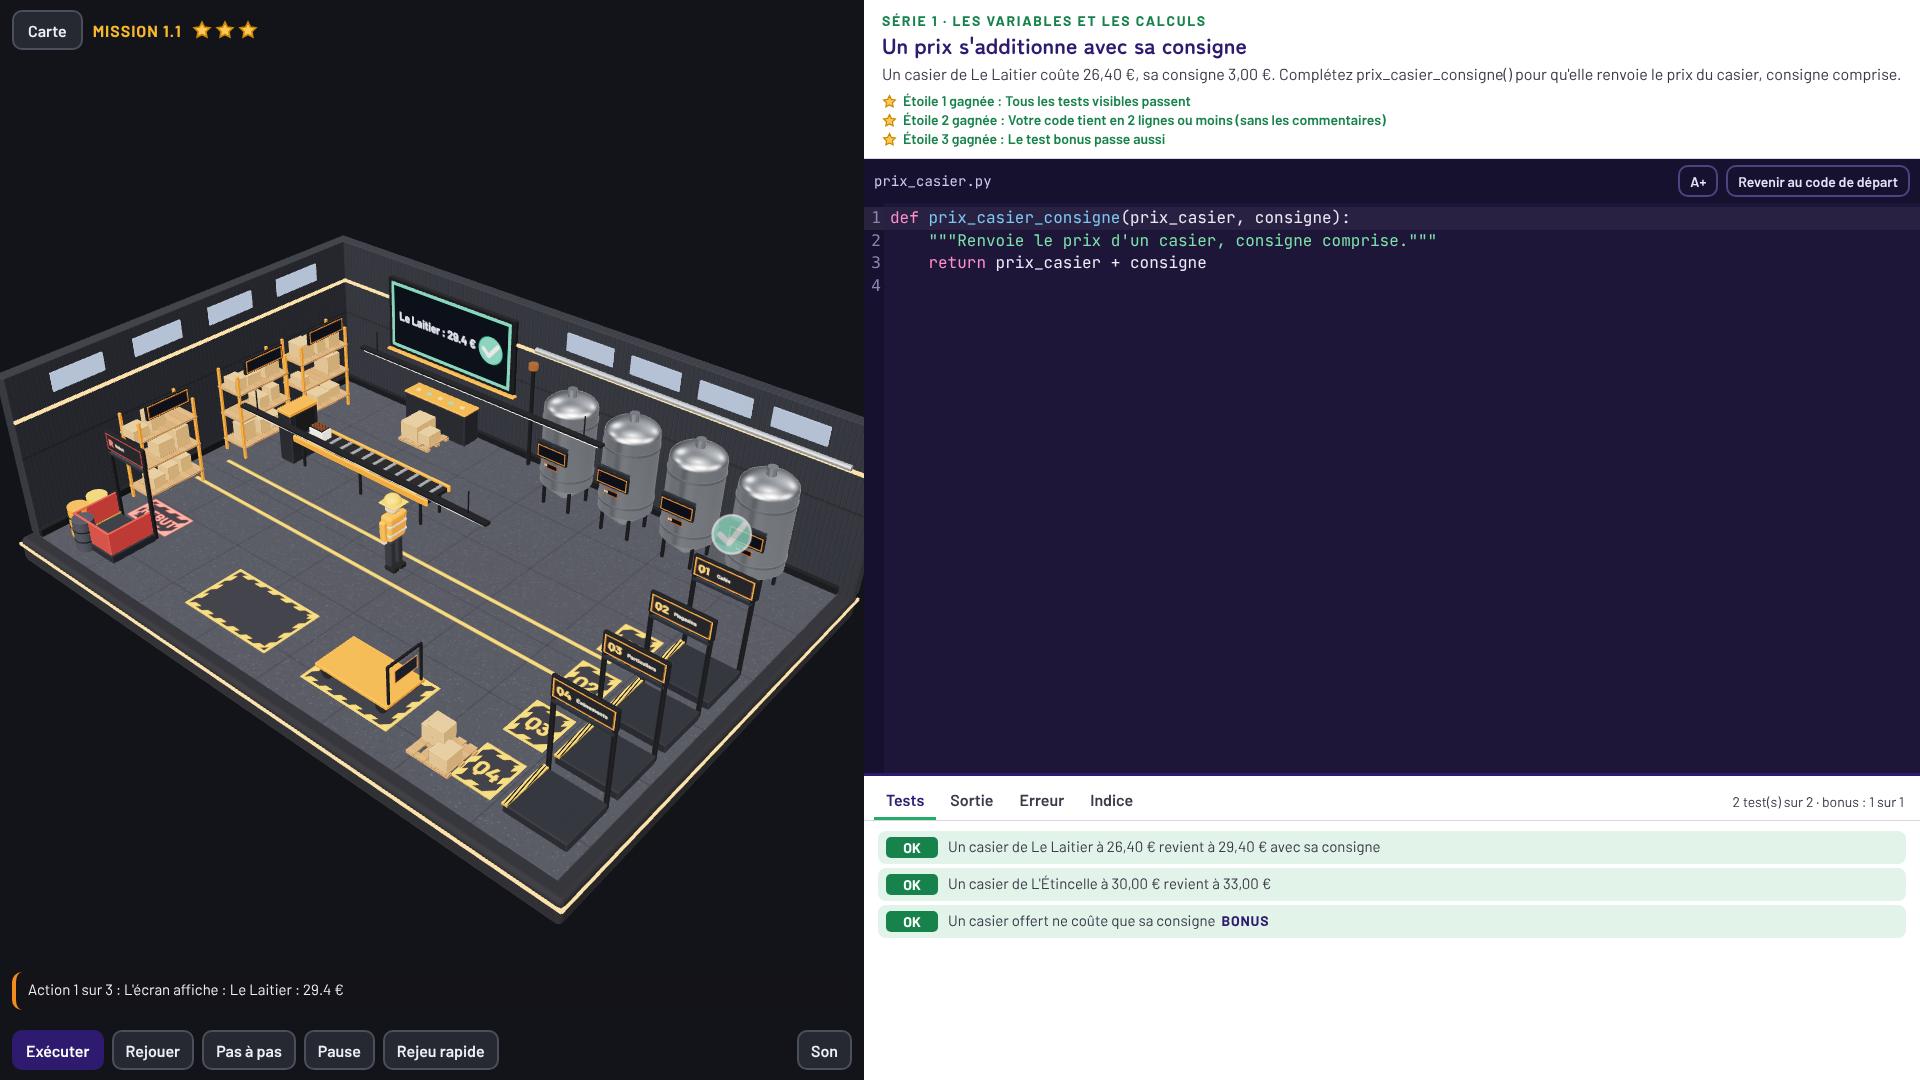 Carte
MISSION 1.1
Le Laitier : 29.4 €
REBUT
01 Cafés
02 Magasins
03 Particuliers
04 Évènements
02
03
04
Action 1 sur 3 : L'écran affiche : Le Laitier : 29.4 €
Exécuter
Rejouer
Pas à pas
Pause
Rejeu rapide
Son
SÉRIE 1 · LES VARIABLES ET LES CALCULS
Un prix s'additionne avec sa consigne
Un casier de Le Laitier coûte 26,40 €, sa consigne 3,00 €. Complétez prix_casier_consigne() pour qu'elle renvoie le prix du casier, consigne comprise.
Étoile 1 gagnée : Tous les tests visibles passent
Étoile 2 gagnée : Votre code tient en 2 lignes ou moins (sans les commentaires)
Étoile 3 gagnée : Le test bonus passe aussi
prix_casier.py
A+
Revenir au code de départ
1 def prix_casier_consigne(prix_casier, consigne):
2     """Renvoie le prix d'un casier, consigne comprise."""
3     return prix_casier + consigne
4
Tests
Sortie
Erreur
Indice
2 test(s) sur 2 · bonus : 1 sur 1
OK Un casier de Le Laitier à 26,40 € revient à 29,40 € avec sa consigne
OK Un casier de L'Étincelle à 30,00 € revient à 33,00 €
OK Un casier offert ne coûte que sa consigne BONUS